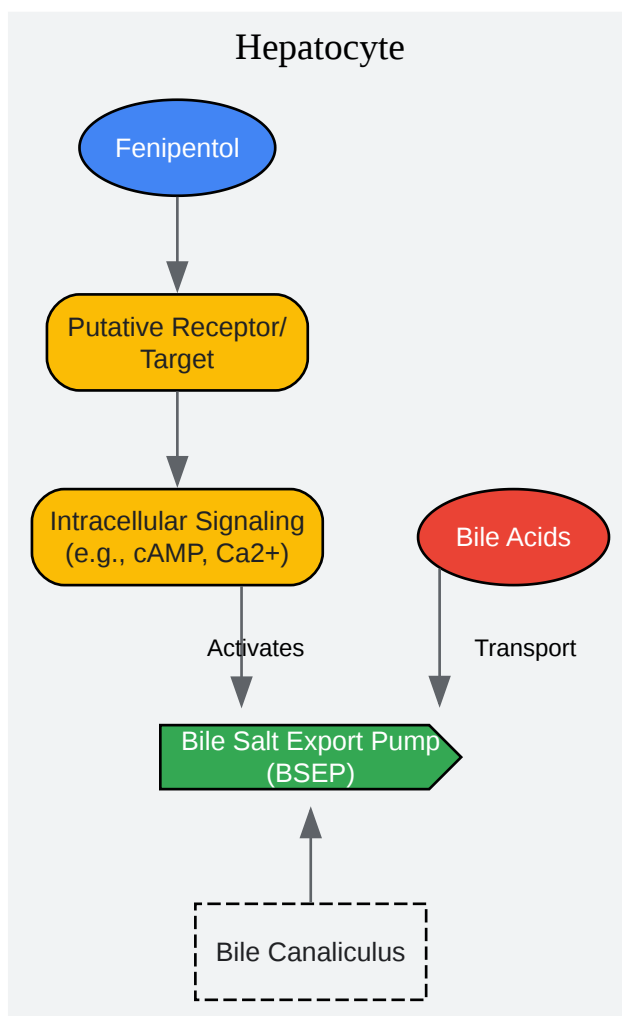 Hepatocyte
Fenipentol
Putative Receptor/
Target
Intracellular Signaling
(e.g., cAMP, Ca2+)
Bile Acids
Activates
Transport
Bile Salt Export Pump
(BSEP)
Bile Canaliculus